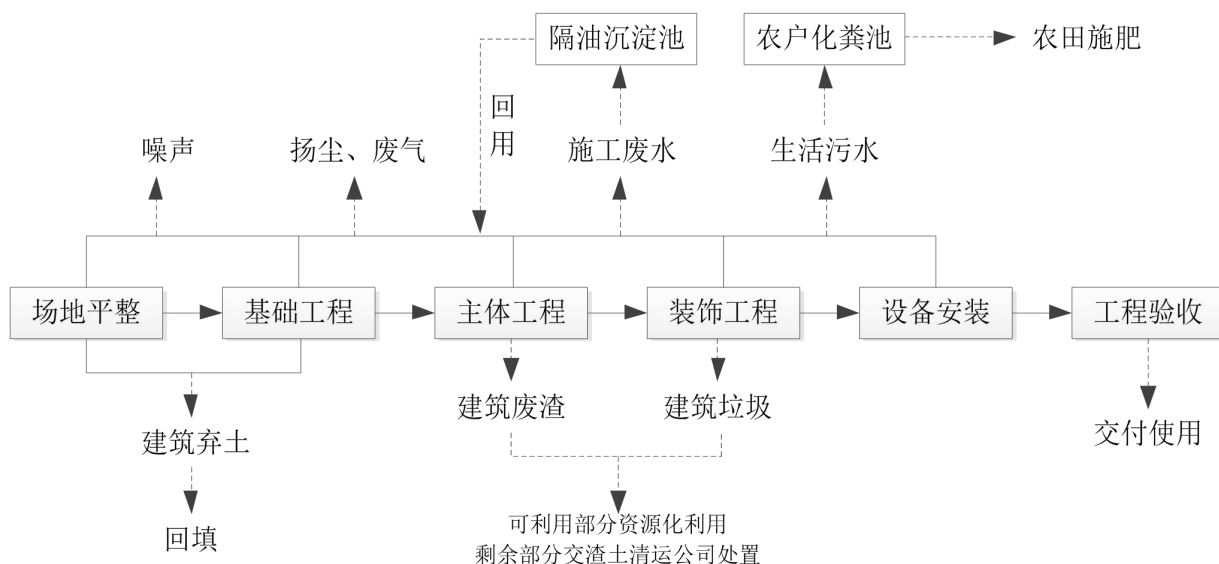 隔油沉淀池
农户化粪池
农田施肥
回用
噪声
扬尘、废气
施工废水
生活污水
场地平整
基础工程
主体工程
装饰工程
设备安装
工程验收
建筑废渣
建筑垃圾
建筑弃土
交付使用
回填
可利用部分资源化利用
剩余部分交渣土清运公司处置